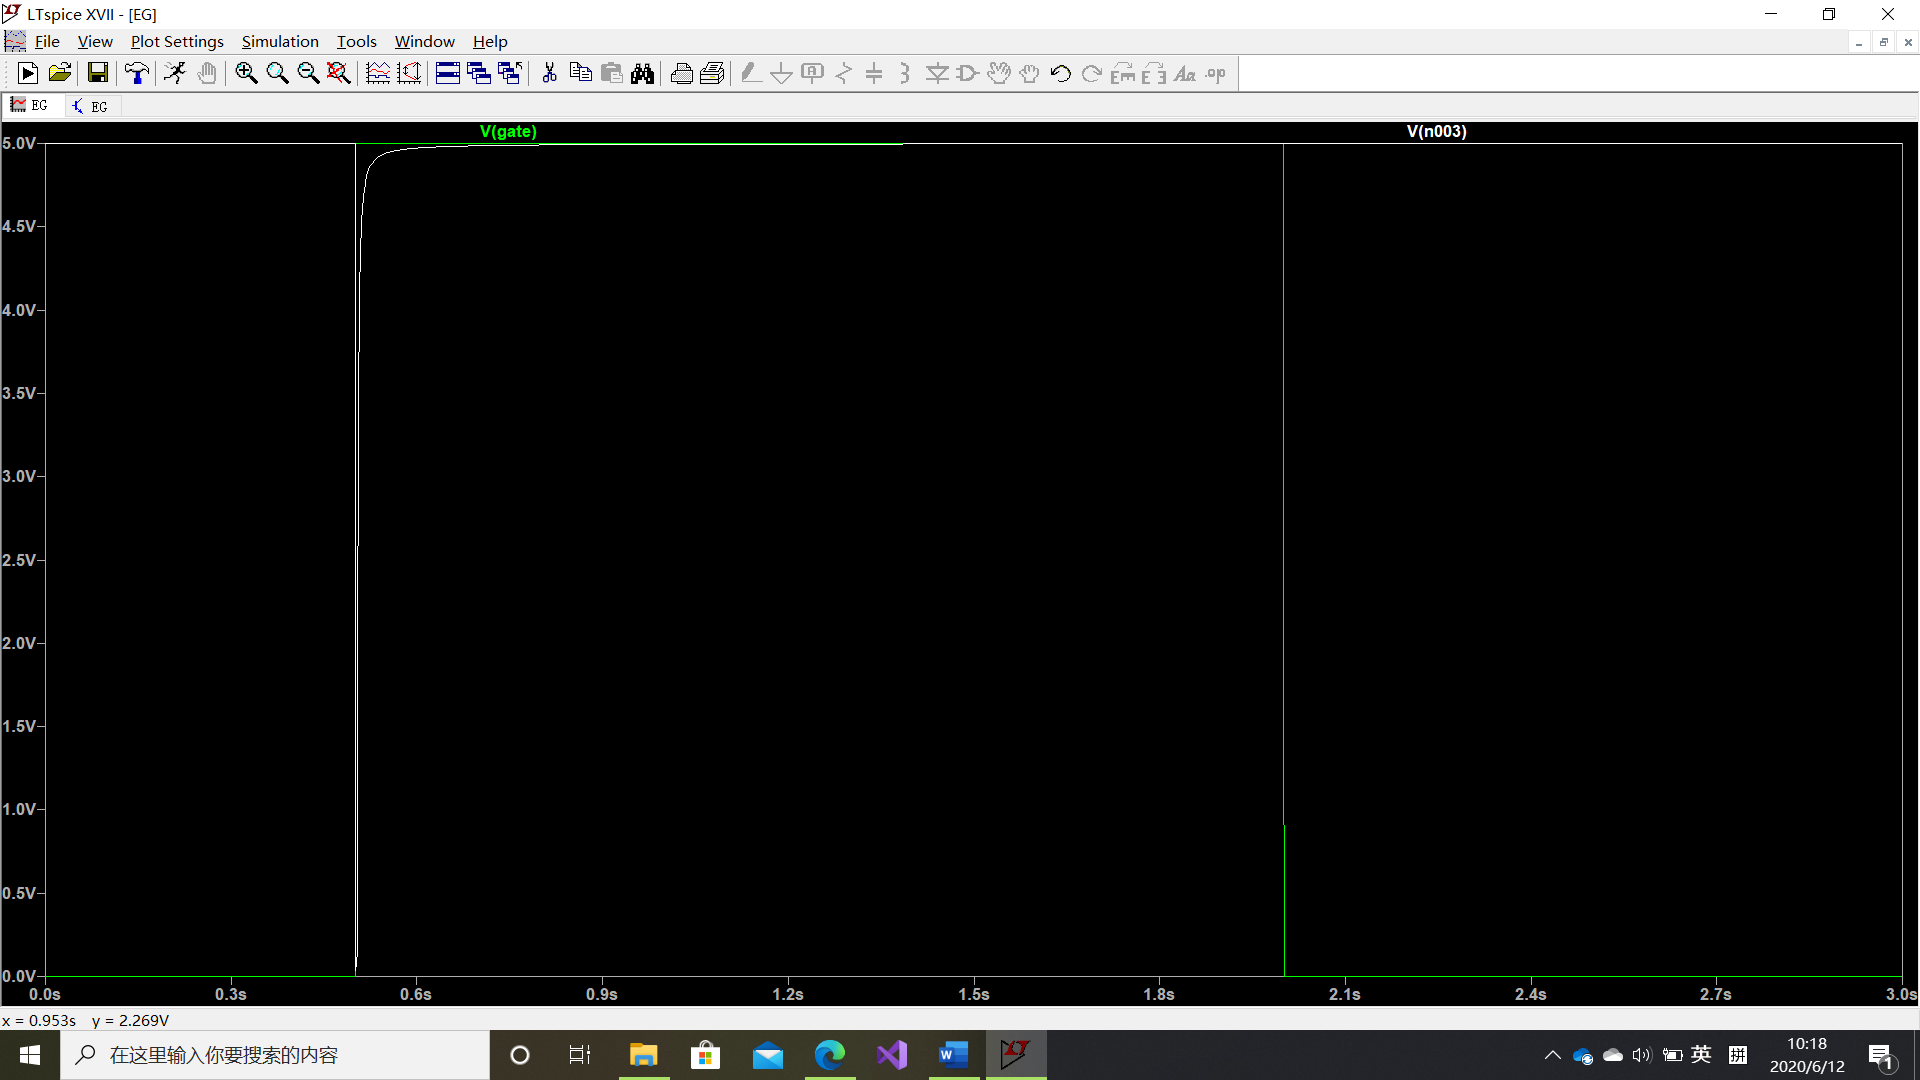 LTspice XVII - [EG]
File View Plot Settings Simulation Tools Window Help
Aa .op
EG EG
V(gate) V(n003)
5.0V
4.5V
4.0V
3.5V
3.0V
2.5V
2.0V
1.5V
1.0V
0.5V
0.0V
0.0s 0.3s 0.6s 0.9s 1.2s 1.5s 1.8s 2.1s 2.4s 2.7s 3.0s
x = 0.953s y = 2.269V
在这里输入你要搜索的内容
英 拼
10:18
2020/6/12
1